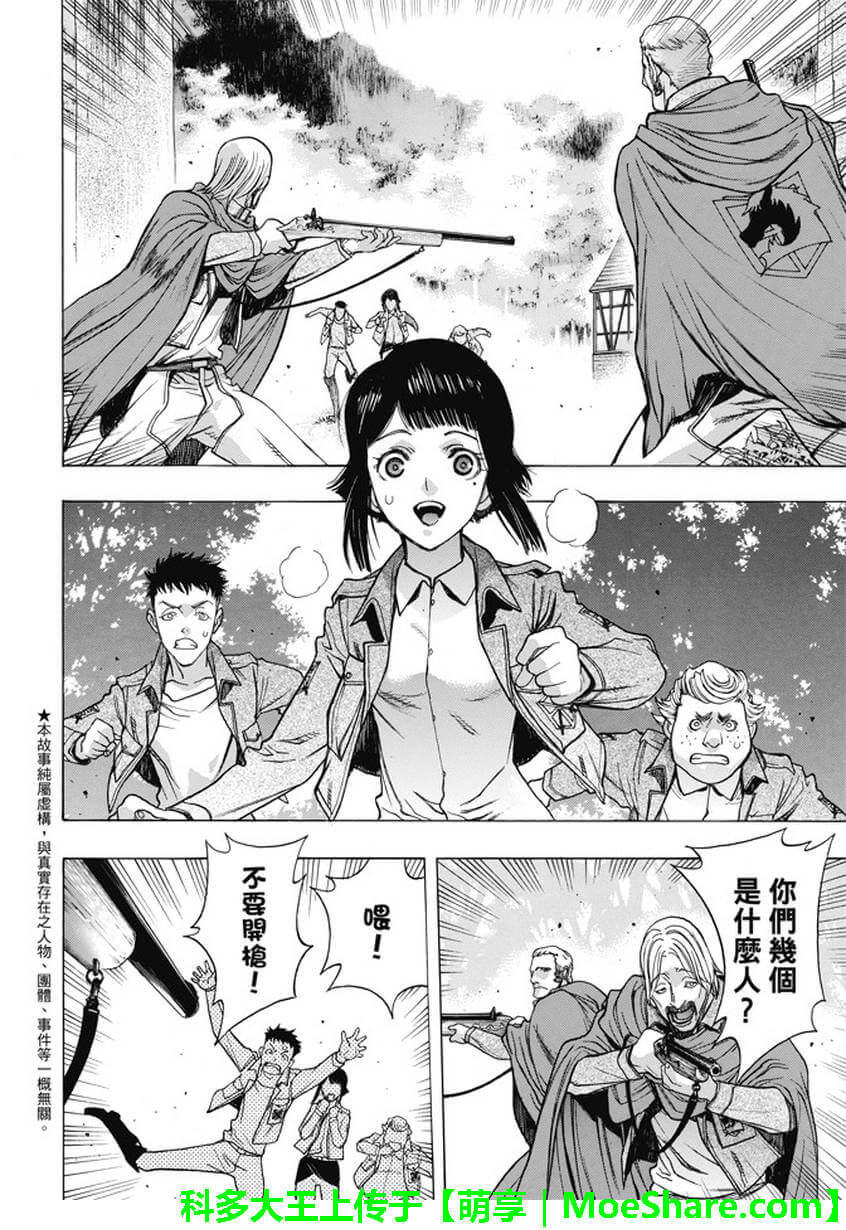 你們幾個
是什麼人？
喂！
不要開槍！
★本故事純屬虛構，與真實存在之人物、團體、事件等一概無關。
科多大王上传于【萌享｜MoeShare.com】